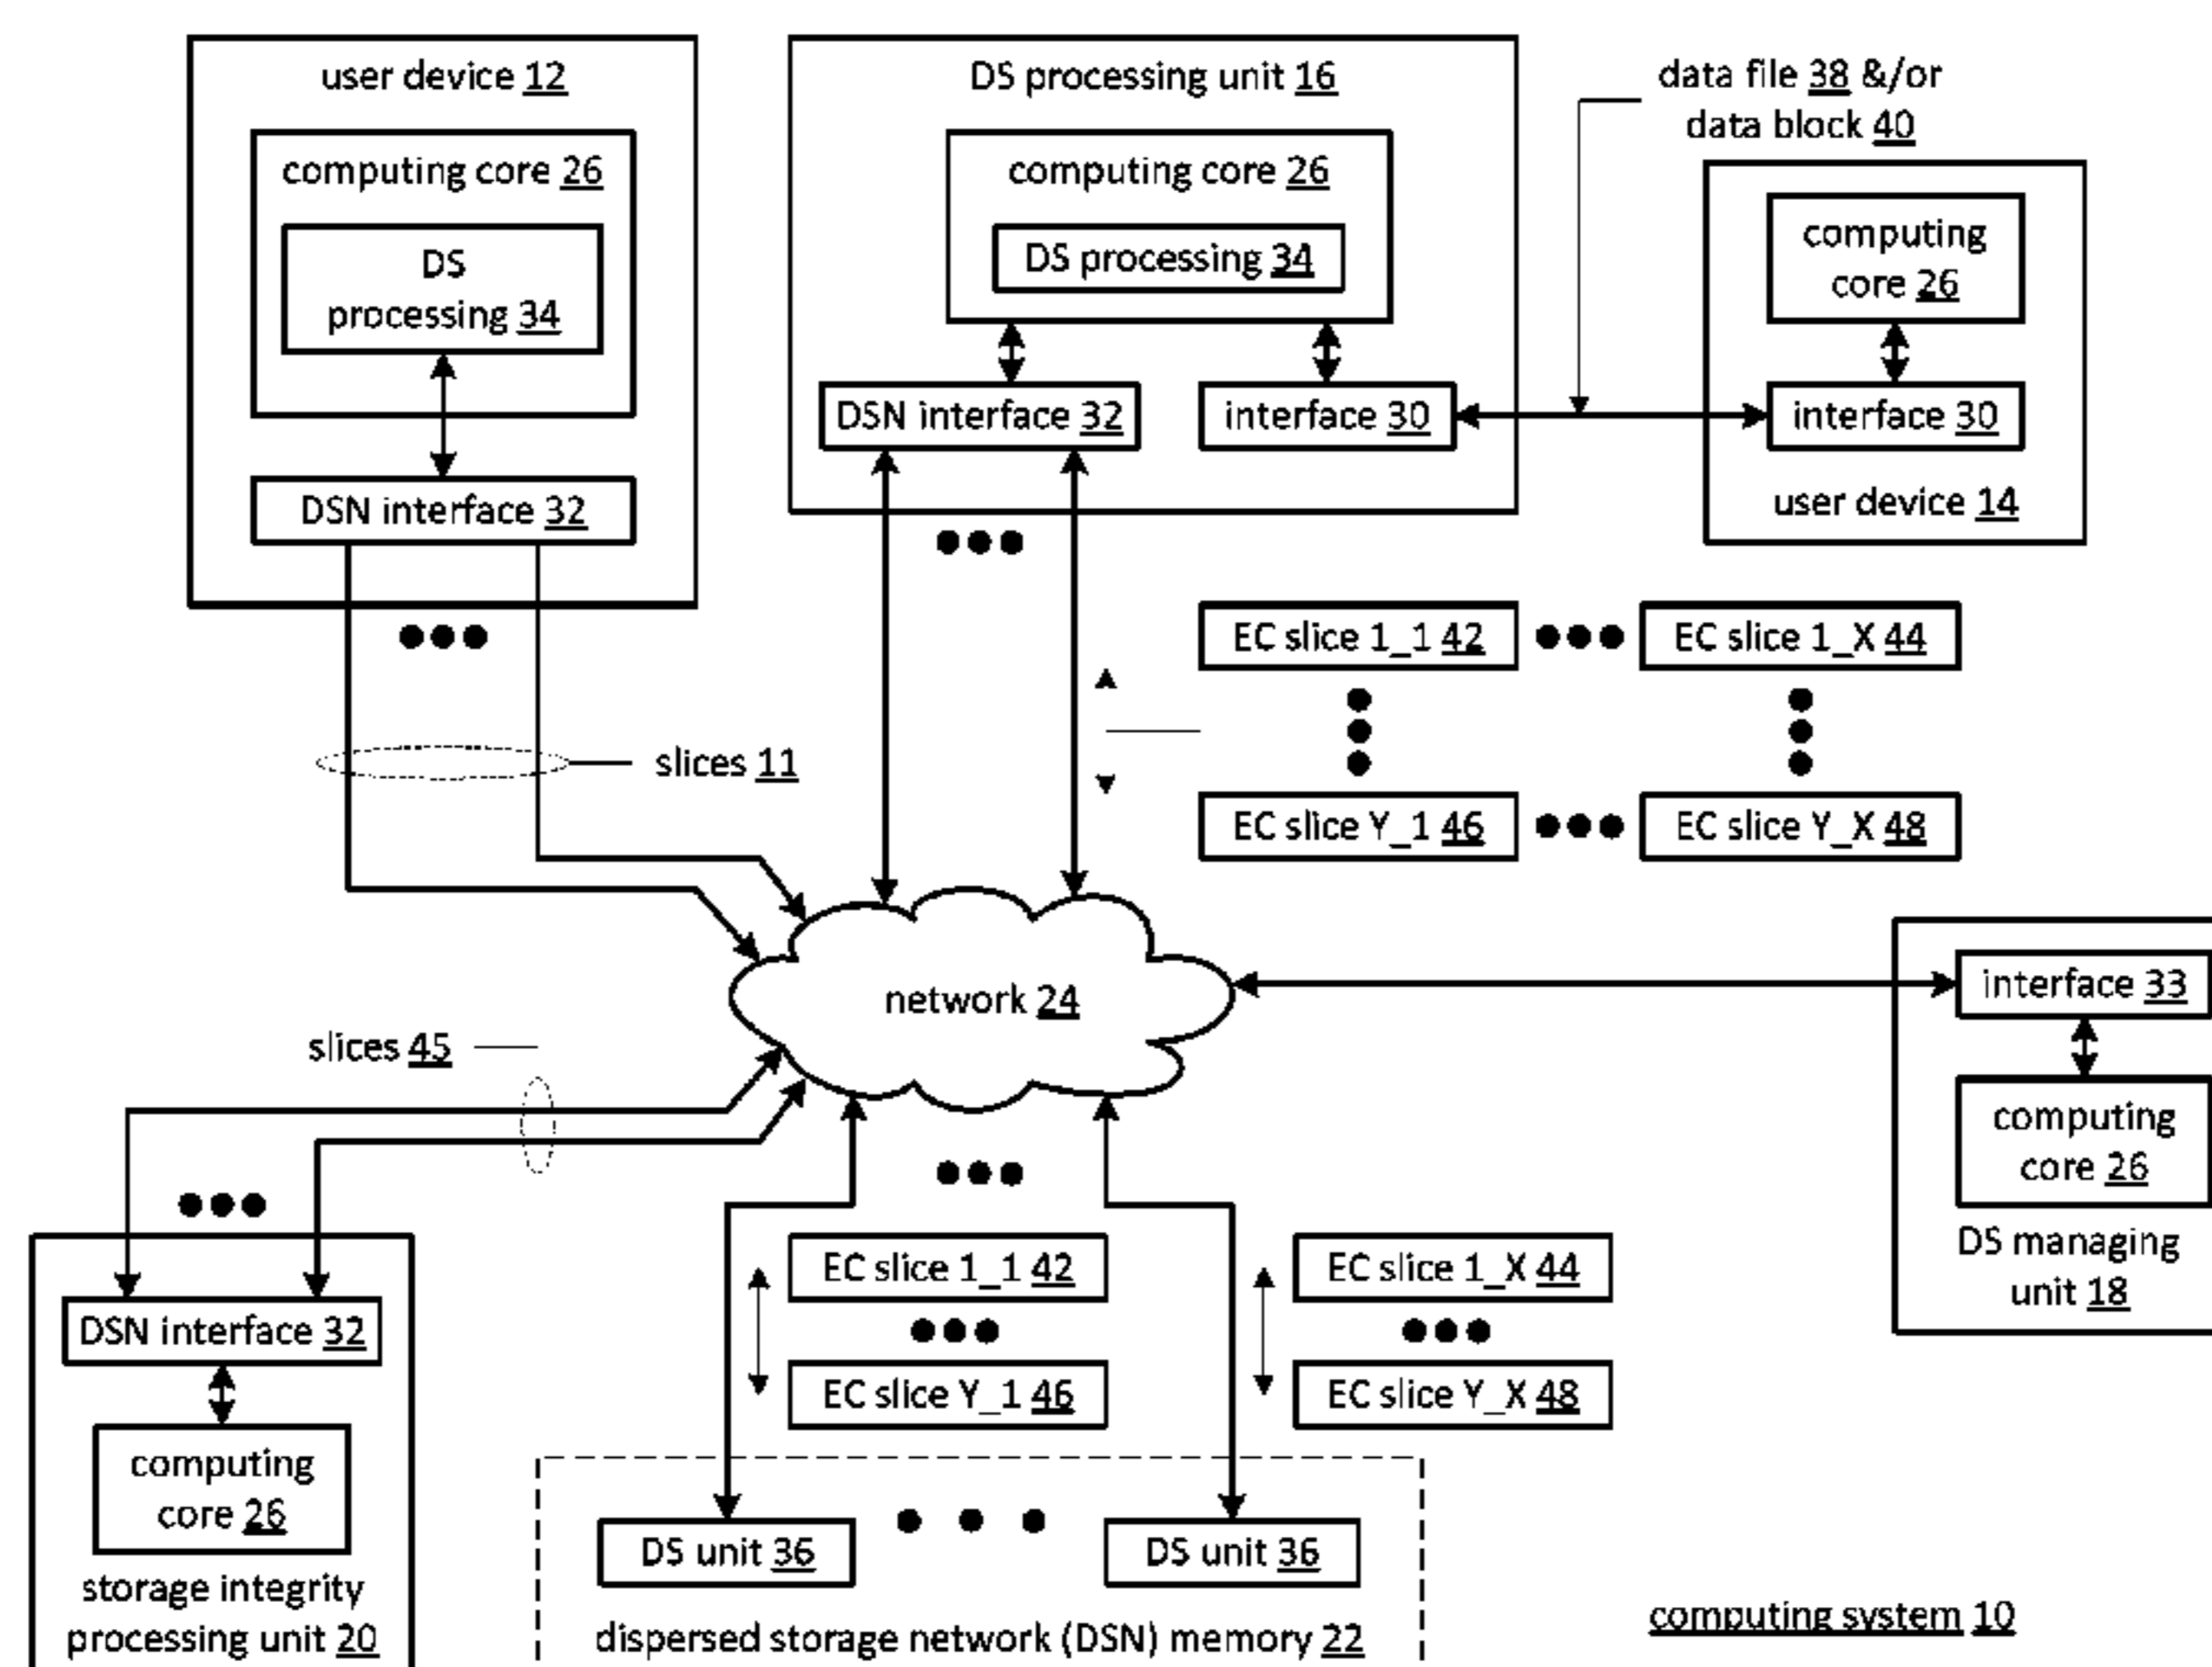 user device 12
computing core 26
DS
processing 34
DSN interface 32
DS processing unit 16
computing core 26
DS processing 34
DSN interface 32
interface 30
data file 38 &/or
data block 40
computing
core 26
interface 30
user device 14
EC slice 1_1 42
EC slice 1_X 44
EC slice Y_1 46
EC slice Y_X 48
slices 11
network 24
interface 33
computing
core 26
DS managing
unit 18
slices 45
DSN interface 32
computing
core 26
storage integrity
processing unit 20
EC slice 1_1 42
EC slice Y_1 46
EC slice 1_X 44
EC slice Y_X 48
DS unit 36
DS unit 36
dispersed storage network (DSN) memory 22
computing system 10